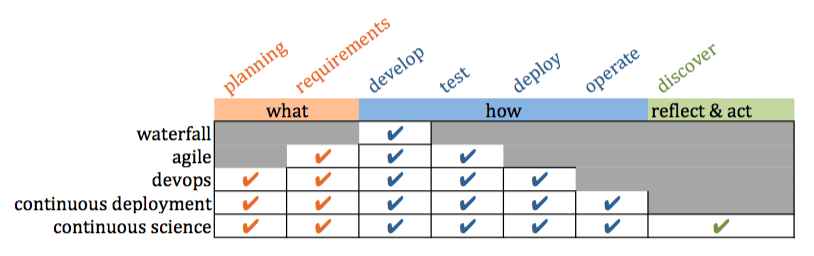 planning requirements develop test deploy operate discover
what how reflect & act
waterfall ✔
agile ✔ ✔ ✔
devops ✔ ✔ ✔ ✔ ✔
continuous deployment ✔ ✔ ✔ ✔ ✔ ✔
continuous science ✔ ✔ ✔ ✔ ✔ ✔ ✔